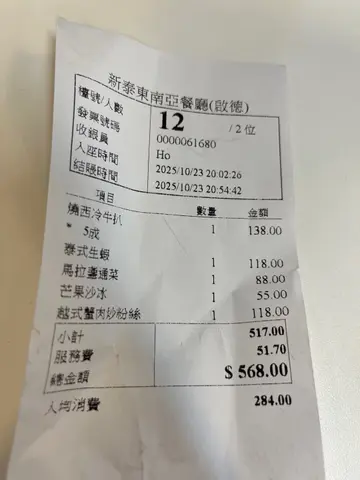 新泰東南亞餐廳(啟德)
檯號/人數 12 /2 位
發票號碼 0000061680
收銀員 Ho
入座時間 2025/10/23 20:02:26
結賬時間 2025/10/23 20:54:42
項目 數量 金額
燒西冷牛扒 1 138.00
* 5成
泰式生蝦 1 118.00
馬拉盞通菜 1 88.00
芒果沙冰 1 55.00
越式蟹肉炒粉絲 1 118.00
小計 517.00
服務費 51.70
總金額 $ 568.00
人均消費 284.00